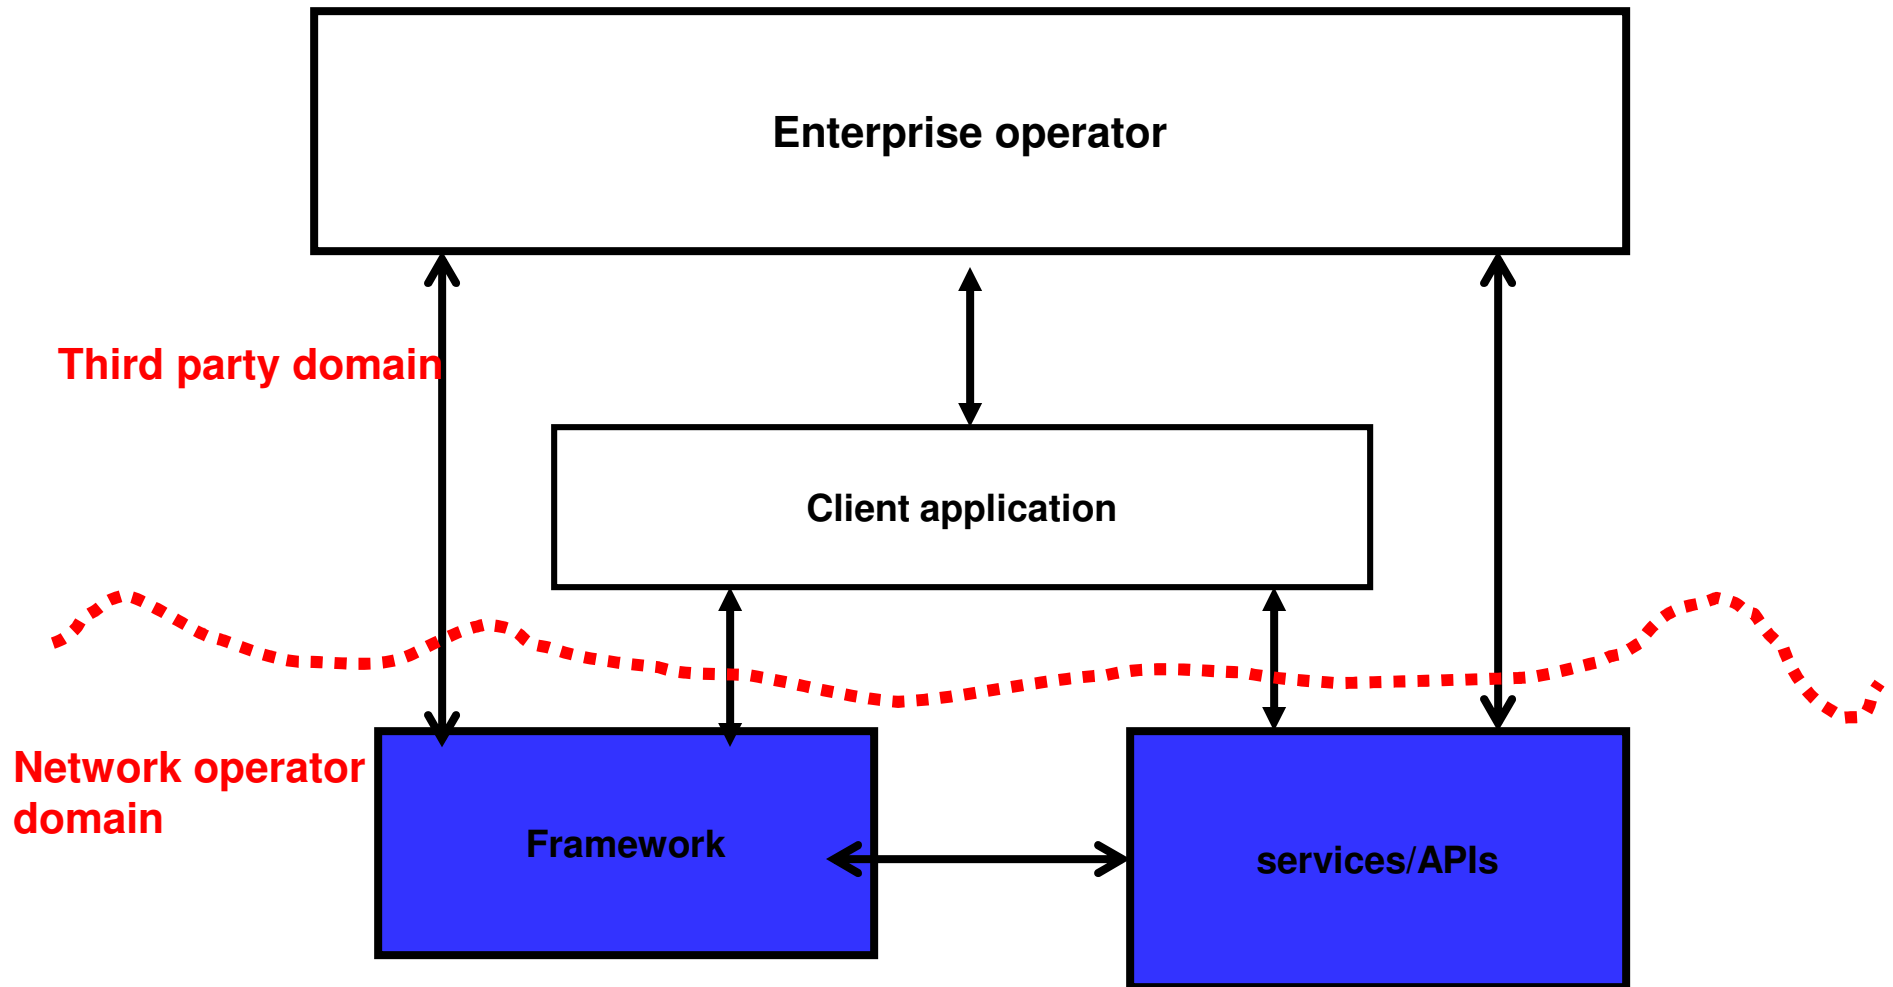 Enterprise operator
Third party domain
Client application
Network operator
domain
Framework
services/APIs